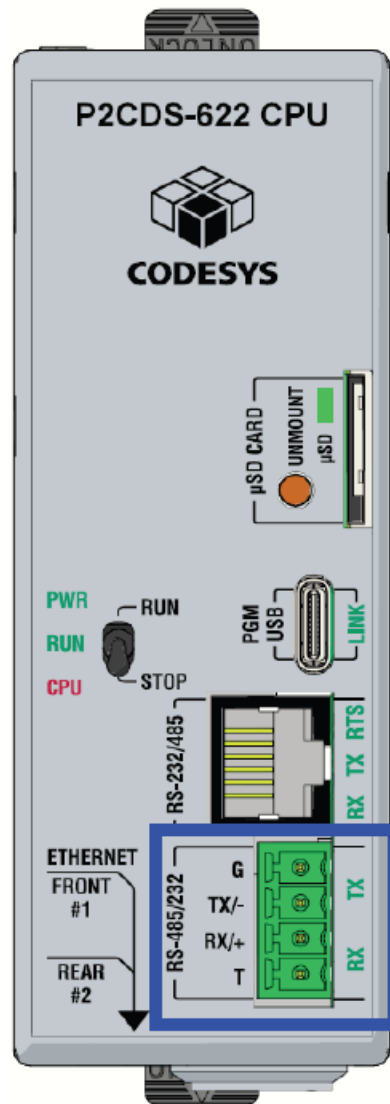 UNLOCK
P2CDS-622 CPU
CODESYS
µSD CARD
UNMOUNT
µSD
PWR
RUN
CPU
RUN
STOP
PGM
USB
LINK
RS-232/485
RX TX RTS
ETHERNET
FRONT
#1
REAR
#2
RS-485/232
G
TX/-
RX/+
T
RX TX